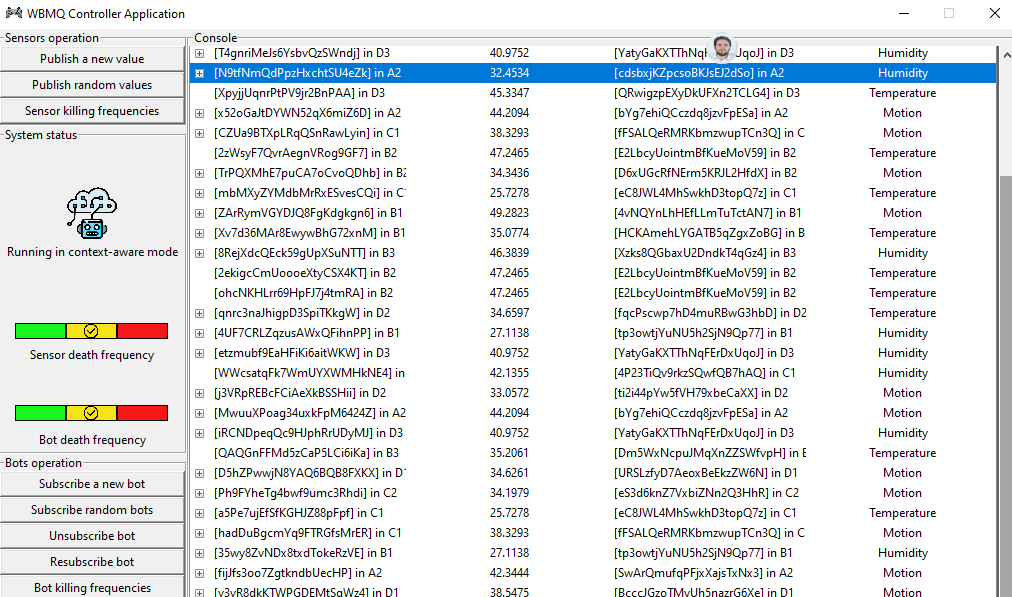 WBMQ Controller Application
Sensors operation
Publish a new value
Publish random values
Sensor killing frequencies
System status
Running in context-aware mode
Sensor death frequency
Bot death frequency
Bots operation
Subscribe a new bot
Subscribe random bots
Unsubscribe bot
Resubscribe bot
Bot killing frequencies
Console
[T4gnriMeJs6YsbvQzSWndj] in D3 40.9752 [YatyGaKXTThNqF UqoJ] in D3 Humidity
[N9tfNmQdPpzHxchtSU4eZk] in A2 32.4534 [cdsbxjKZpcsoBKJsEJ2dSo] in A2 Humidity
[XpyjjUqnrPtPV9jr2BnPAA] in D3 45.3347 [QRwigzpEXyDkUFXn2TCLG4] in D3 Temperature
[x52oGaJtDYWN52qX6miZ6D] in A2 44.2094 [bYg7ehiQCczdq8jzvFpESa] in A2 Motion
[CZUa9BTXpLRqQSnRawLyin] in C1 38.3293 [fFSALQeRMRKbmzwupTCn3Q] in C Motion
[2zWsyF7QvrAegnVRog9GF7] in B2 47.2465 [E2LbcyUointmBfKueMoV59] in B2 Temperature
[TrPQXMhE7puCA7oCvoQDhb] in B2 34.3436 [D6xUGcRfNErm5KRJL2HfdX] in B2 Motion
[mbMXyZYMdbMrRxESvesCQi] in C 25.7278 [eC8JWL4MhSwkhD3topQ7z] in C1 Temperature
[ZArRymVGYDJQ8FgKdgkgn6] in B1 49.2823 [4vNQYnLhHEfLLmTuTctAN7] in B1 Motion
[Xv7d36MAr8EwywBhG72xnM] in B1 35.0774 [HCKAmehLYGATB5qZgxZoBG] in B Temperature
[8RejXdcQEck59gUpXSuNTT] in B3 46.3839 [Xzks8QGbaxU2DndkT4qGz4] in B3 Humidity
[2ekigcCmUoooeXtyCSX4KT] in B2 47.2465 [E2LbcyUointmBfKueMoV59] in B2 Temperature
[ohcNKHLrr69HpFJ7j4tmRA] in B2 47.2465 [E2LbcyUointmBfKueMoV59] in B2 Temperature
[qnrc3naJhigpD3SpiTKkgW] in D2 34.6597 [fqcPscwp7hD4muRBwG3hbD] in D2 Temperature
[4UF7CRLZqzusAWxQFihnPP] in B1 27.1138 [tp3owtjYuNU5h2SjN9Qp77] in B1 Humidity
[etzmubf9EaHFiKi6aitWKW] in D3 40.9752 [YatyGaKXTThNqFErDxUqoJ] in D3 Humidity
[WWcsatqFk7WmUYXWMHkNE4] in 42.1355 [4P23TiQv9rkzSQwfQB7hAQ] in C1 Humidity
[j3VRpREBcFCiAeXkBSSHii] in D2 33.0572 [ti2i44pYw5fVH79xbeCaXX] in D2 Motion
[MwuuXPoag34uxkFpM6424Z] in A2 44.2094 [bYg7ehiQCczdq8jzvFpESa] in A2 Motion
[iRCNDpeqQc9HJphRrUDyMJ] in D3 40.9752 [YatyGaKXTThNqFErDxUqoJ] in D3 Humidity
[QAQGnFFMd5zCaP5LCi6iKa] in B3 35.2061 [Dm5WxNcpuJMqXnZZSWfvpH] in B Temperature
[D5hZPwwjN8YAQ6BQB8FXKX] in D1 34.6261 [URSLzfyD7AeoxBeEkzZW6N] in D1 Motion
[Ph9FYheTg4bwf9umc3Rhdi] in C2 34.1979 [eS3d6knZ7VxbiZNn2Q3HhR] in C2 Motion
[a5Pe7ujEfSfKGHJZ88pFpf] in C1 25.7278 [eC8JWL4MhSwkhD3topQ7z] in C1 Temperature
[hadDuBgcmYq9FTRGfsMrER] in C1 38.3293 [fFSALQeRMRKbmzwupTCn3Q] in C Motion
[35wy8ZvNDx8txdTokeRzVE] in B1 27.1138 [tp3owtjYuNU5h2SjN9Qp77] in B1 Humidity
[fijJfs3oo7ZgtkndbUecHP] in A2 42.3444 [SwArQmufqPFjxXajsTxNx3] in A2 Motion
[v3vR8dkKTWPGDEMtSgWz4] in D1 38.5475 [BcccJGzoTMvUh5nazrG6Xe] in D1 Motion